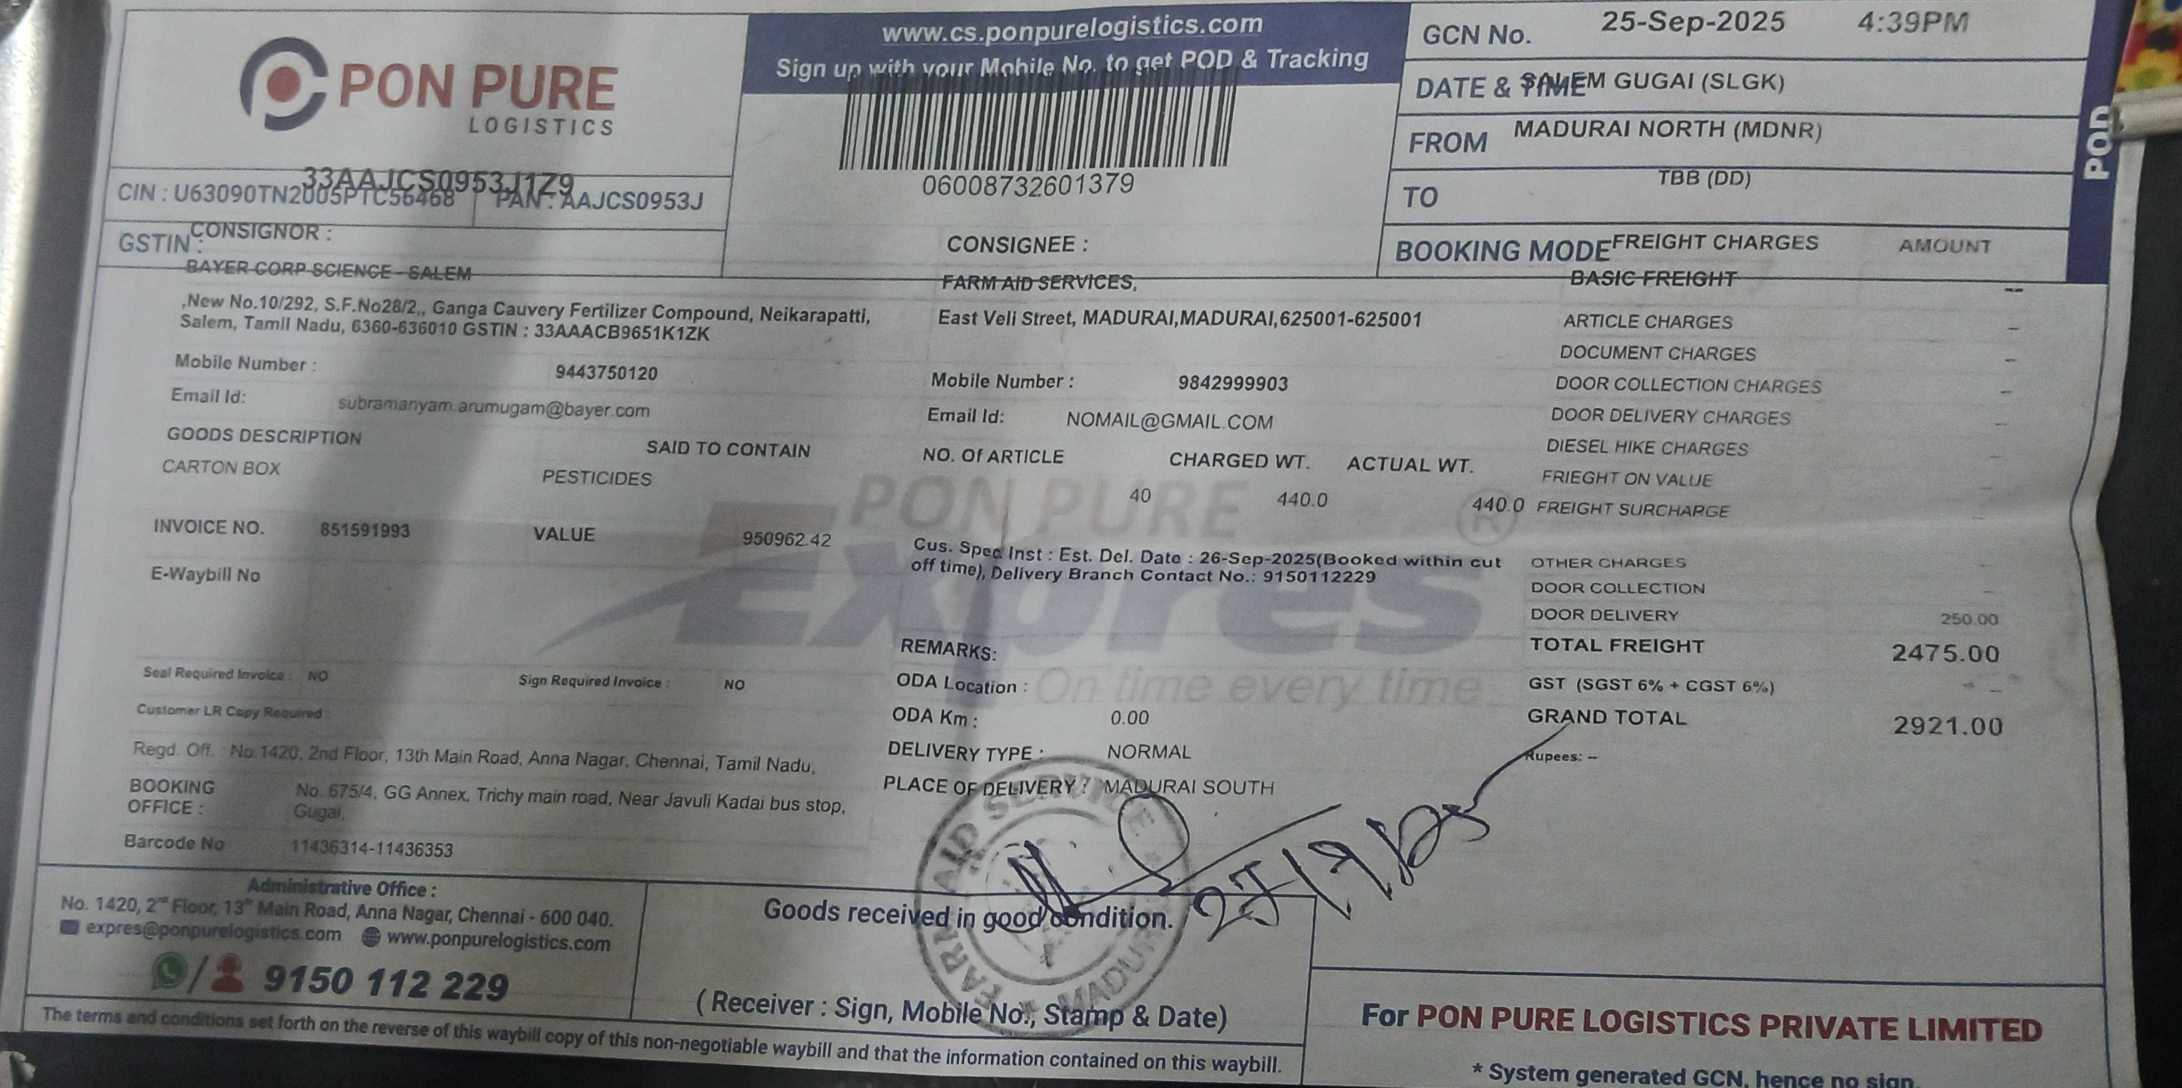 PON PURE
LOGISTICS
www.cs.ponpurelogistics.com
Sign up with your Mobile No. to get POD & Tracking
06008732601379
GCN No. 25-Sep-2025 4:39PM
DATE & TIME SALEM GUGAI (SLGK)
FROM MADURAI NORTH (MDNR)
TO TBB (DD)
BOOKING MODE
POD
33AAJCS0953J1Z9
CIN : U63090TN2005PTC56468 PAN : AAJCS0953J
GSTIN :
CONSIGNOR :
BAYER CORP SCIENCE - SALEM
,New No.10/292, S.F.No28/2,, Ganga Cauvery Fertilizer Compound, Neikarapatti,
Salem, Tamil Nadu, 6360-636010 GSTIN : 33AAACB9651K1ZK
Mobile Number : 9443750120
Email Id: subramanyam.arumugam@bayer.com
GOODS DESCRIPTION SAID TO CONTAIN
CARTON BOX PESTICIDES
INVOICE NO. 851591993 VALUE 950962.42
E-Waybill No
Seal Required Invoice : NO Sign Required Invoice : NO
Customer LR Copy Required :
Regd. Off. : No.1420, 2nd Floor, 13th Main Road, Anna Nagar, Chennai, Tamil Nadu,
BOOKING OFFICE : No. 675/4, GG Annex, Trichy main road, Near Javuli Kadai bus stop,
Gugai,
Barcode No 11436314-11436353
CONSIGNEE :
FARM AID SERVICES,
East Veli Street, MADURAI,MADURAI,625001-625001
Mobile Number : 9842999903
Email Id: NOMAIL@GMAIL.COM
NO. Of ARTICLE CHARGED WT. ACTUAL WT.
40 440.0 440.0
PON PURE
Expres
On time every time
Cus. Spec Inst : Est. Del. Date : 26-Sep-2025(Booked within cut
off time), Delivery Branch Contact No.: 9150112229
REMARKS:
ODA Location :
ODA Km : 0.00
DELIVERY TYPE : NORMAL
PLACE OF DELIVERY : MADURAI SOUTH
FREIGHT CHARGES AMOUNT
BASIC FREIGHT --
ARTICLE CHARGES --
DOCUMENT CHARGES --
DOOR COLLECTION CHARGES --
DOOR DELIVERY CHARGES --
DIESEL HIKE CHARGES --
FRIEGHT ON VALUE --
FREIGHT SURCHARGE --
OTHER CHARGES
DOOR COLLECTION --
DOOR DELIVERY 250.00
TOTAL FREIGHT 2475.00
GST (SGST 6% + CGST 6%) -- --
GRAND TOTAL 2921.00
Rupees: --
FARM AID SERVICE
MADUR
Administrative Office :
No. 1420, 2nd Floor, 13th Main Road, Anna Nagar, Chennai - 600 040.
expres@ponpurelogistics.com www.ponpurelogistics.com
9150 112 229
Goods received in good condition.
(Receiver : Sign, Mobile No., Stamp & Date)
For PON PURE LOGISTICS PRIVATE LIMITED
* System generated GCN, hence no sign.
The terms and conditions set forth on the reverse of this waybill copy of this non-negotiable waybill and that the information contained on this waybill.